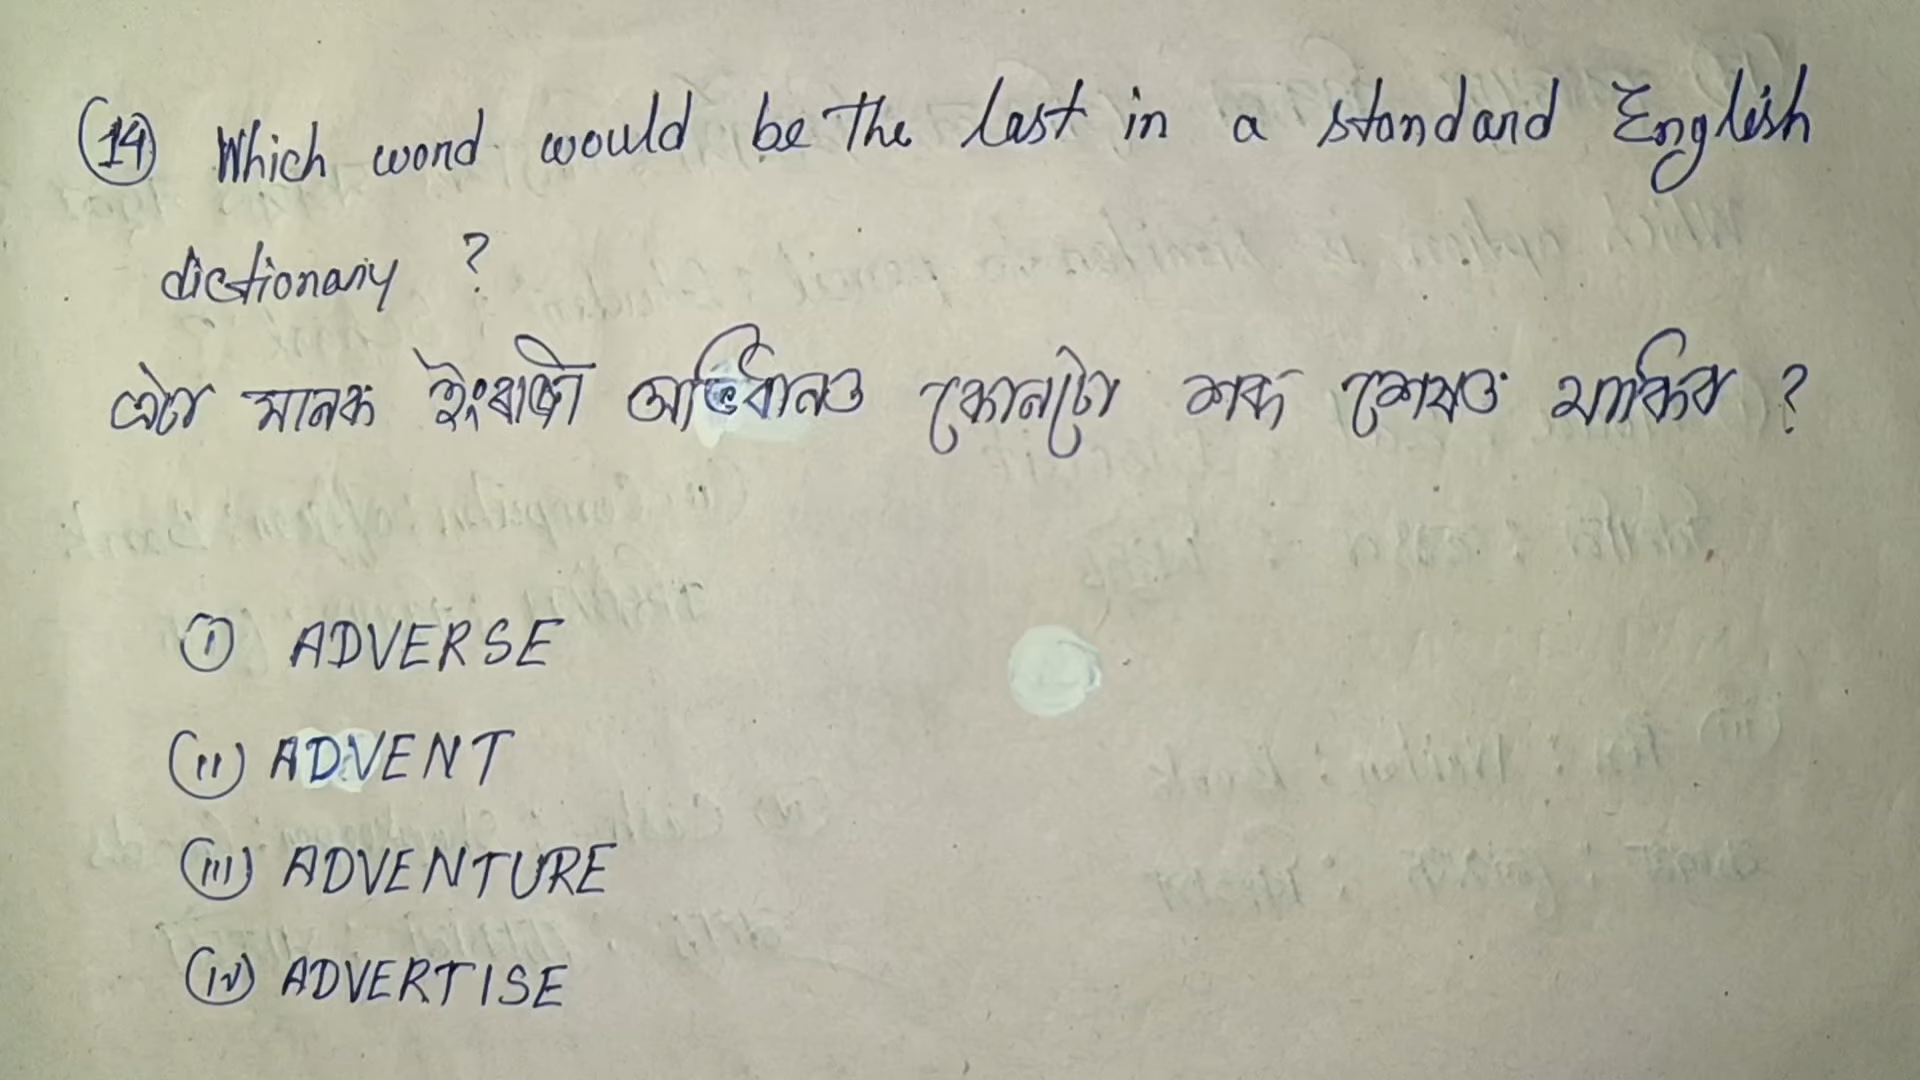 (14) Which word would be the last in a standard English
dictionary ?
এটা মানক ইংৰাজী অভিধানত কোনটো শব্দ শেষত থাকিব ?
(i) ADVERSE
(ii) ADVENT
(iii) ADVENTURE
(iv) ADVERTISE